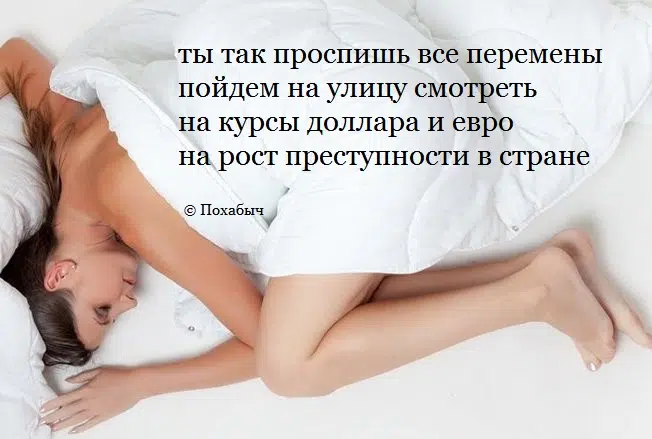 ты так проспишь все перемены
пойдем на улицу смотреть
на курсы доллара и евро
на рост преступности в стране
© Похабыч